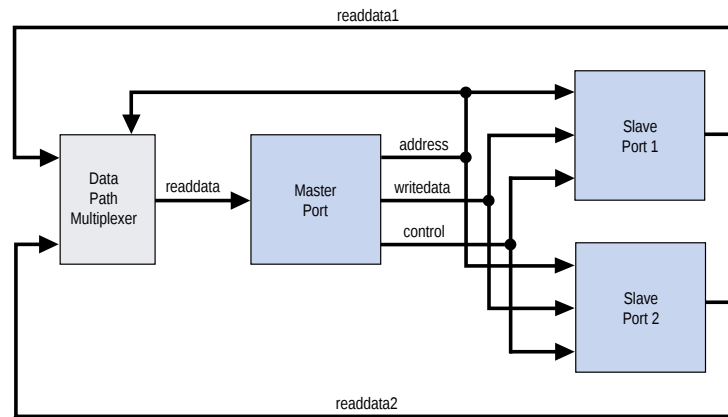 readdata1
Data
Path
Multiplexer
readdata
Master
Port
address
writedata
control
Slave
Port 1
Slave
Port 2
readdata2